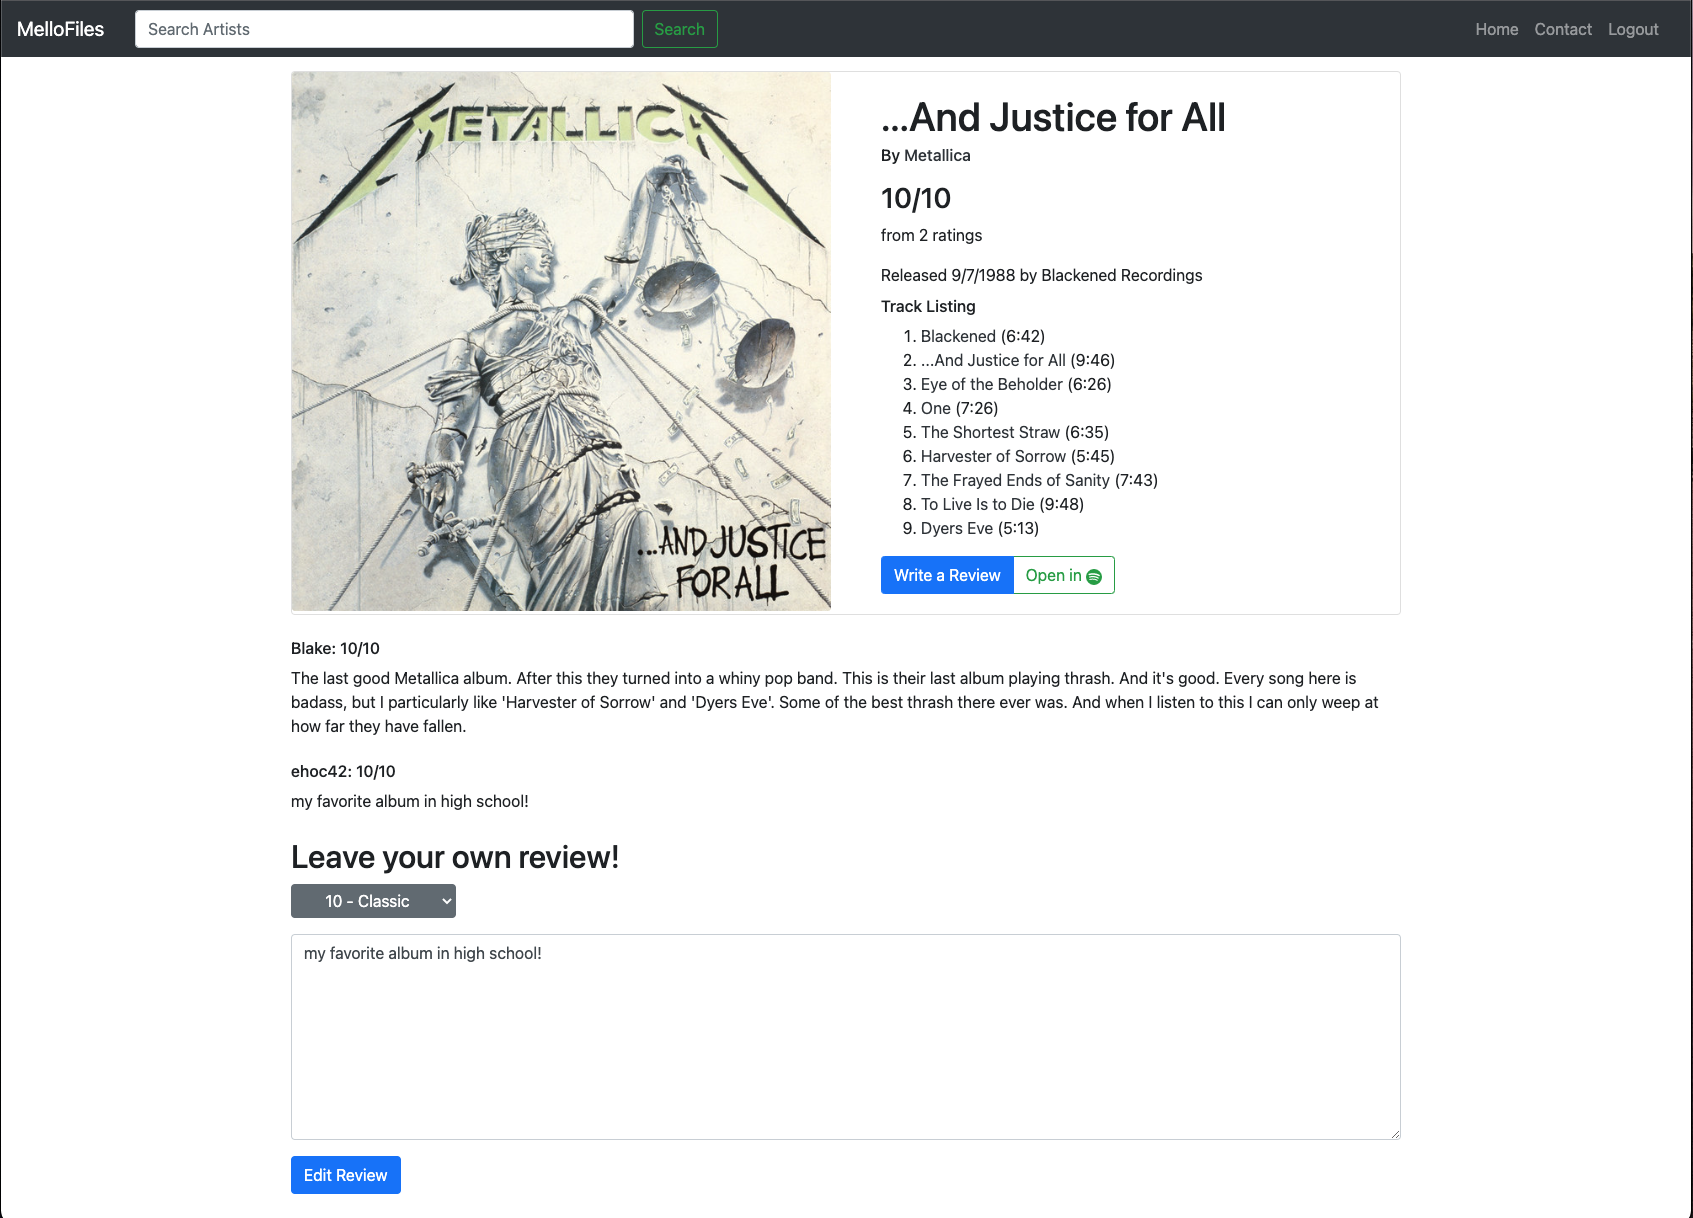 MelloFiles
Search Artists
Search
Home
Contact
Logout
METALLICA
...AND JUSTICE
FOR ALL
...And Justice for All
By Metallica
10/10
from 2 ratings
Released 9/7/1988 by Blackened Recordings
Track Listing
1. Blackened (6:42)
2. ...And Justice for All (9:46)
3. Eye of the Beholder (6:26)
4. One (7:26)
5. The Shortest Straw (6:35)
6. Harvester of Sorrow (5:45)
7. The Frayed Ends of Sanity (7:43)
8. To Live Is to Die (9:48)
9. Dyers Eve (5:13)
Write a Review
Open in
Blake: 10/10
The last good Metallica album. After this they turned into a whiny pop band. This is their last album playing thrash. And it's good. Every song here is
badass, but I particularly like 'Harvester of Sorrow' and 'Dyers Eve'. Some of the best thrash there ever was. And when I listen to this I can only weep at
how far they have fallen.
ehoc42: 10/10
my favorite album in high school!
Leave your own review!
10 - Classic
my favorite album in high school!
Edit Review